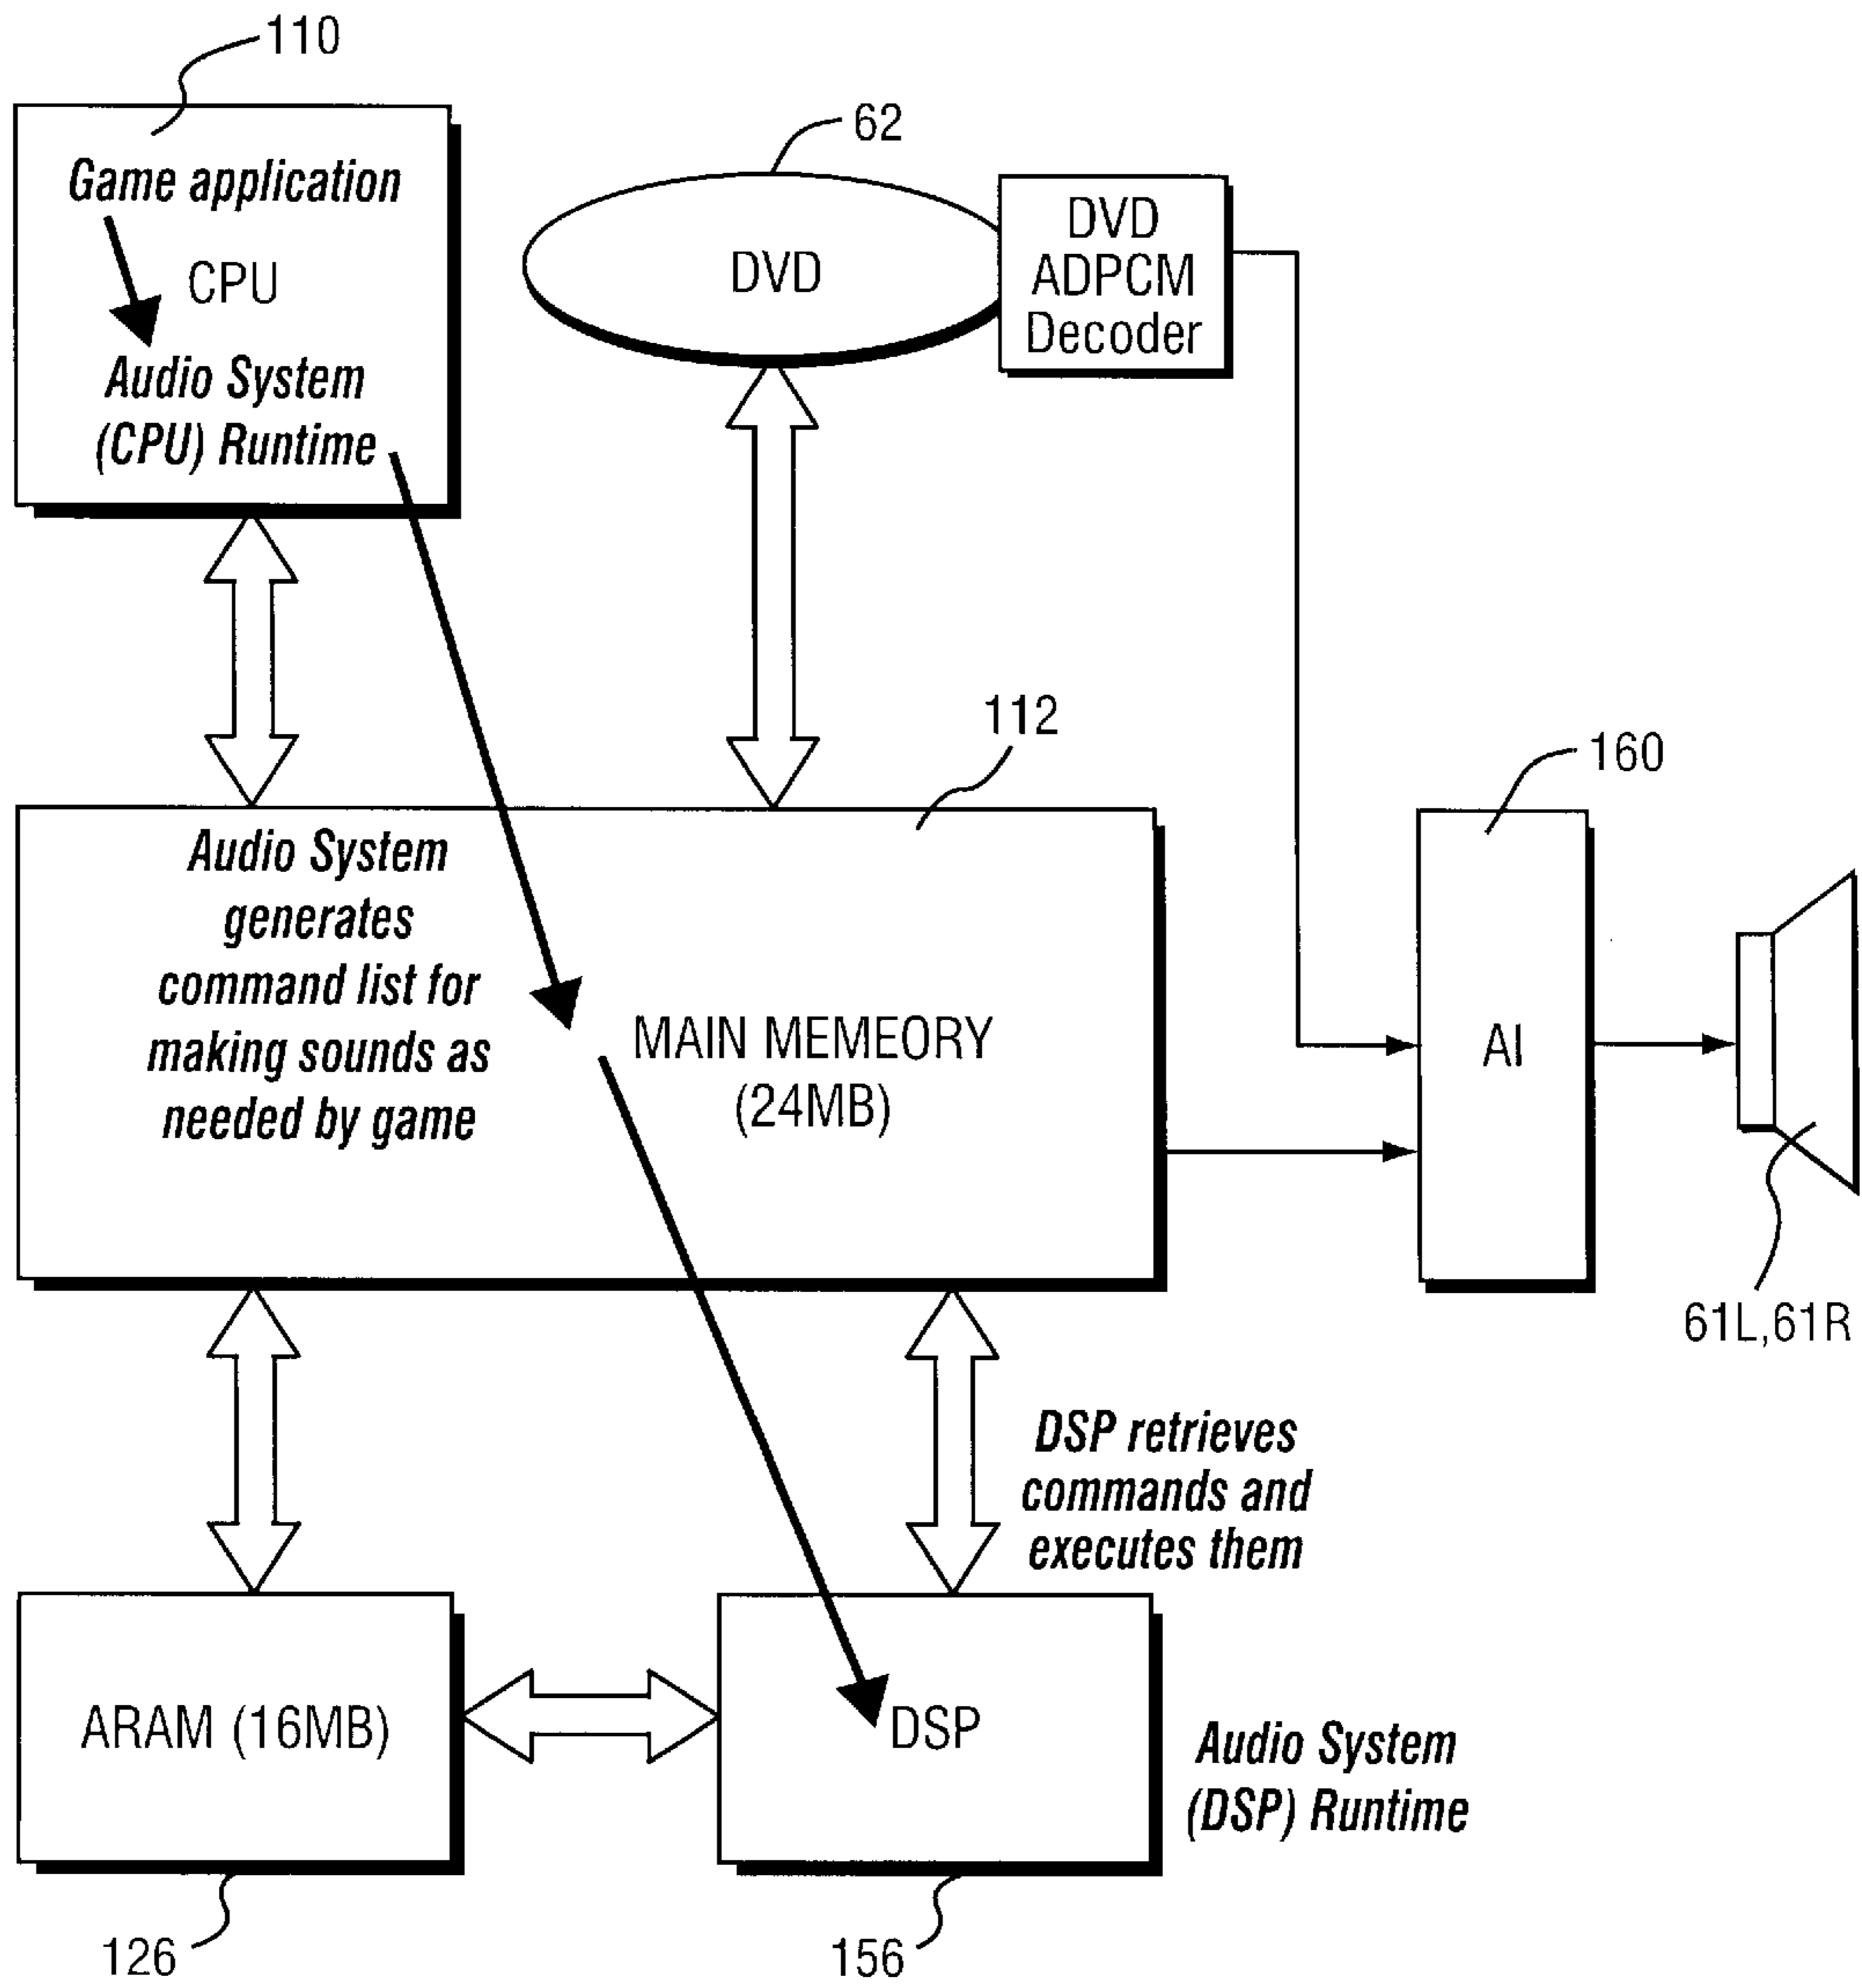 110
Game application
CPU
Audio System
(CPU) Runtime
62
DVD
DVD
ADPCM
Decoder
112
160
Audio System
generates
command list for
making sounds as
needed by game
MAIN MEMEORY
(24MB)
AI
61L,61R
DSP retrieves
commands and
executes them
ARAM (16MB)
DSP
Audio System
(DSP) Runtime
126
156